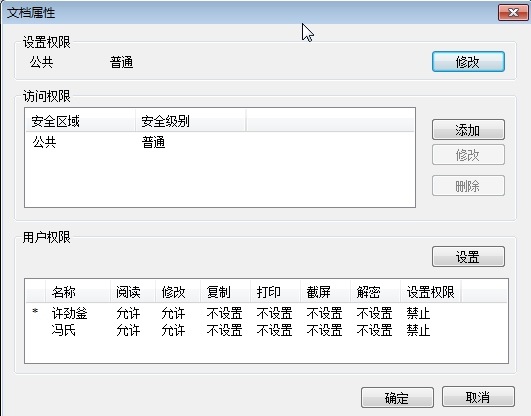 文档属性
设置权限
公共 普通 修改
访问权限
安全区域 安全级别
公共 普通
添加
修改
删除
用户权限
设置
名称 阅读 修改 复制 打印 截屏 解密 设置权限
* 许劲釜 允许 允许 不设置 不设置 不设置 不设置 禁止
冯氏 允许 允许 不设置 不设置 不设置 不设置 禁止
确定 取消